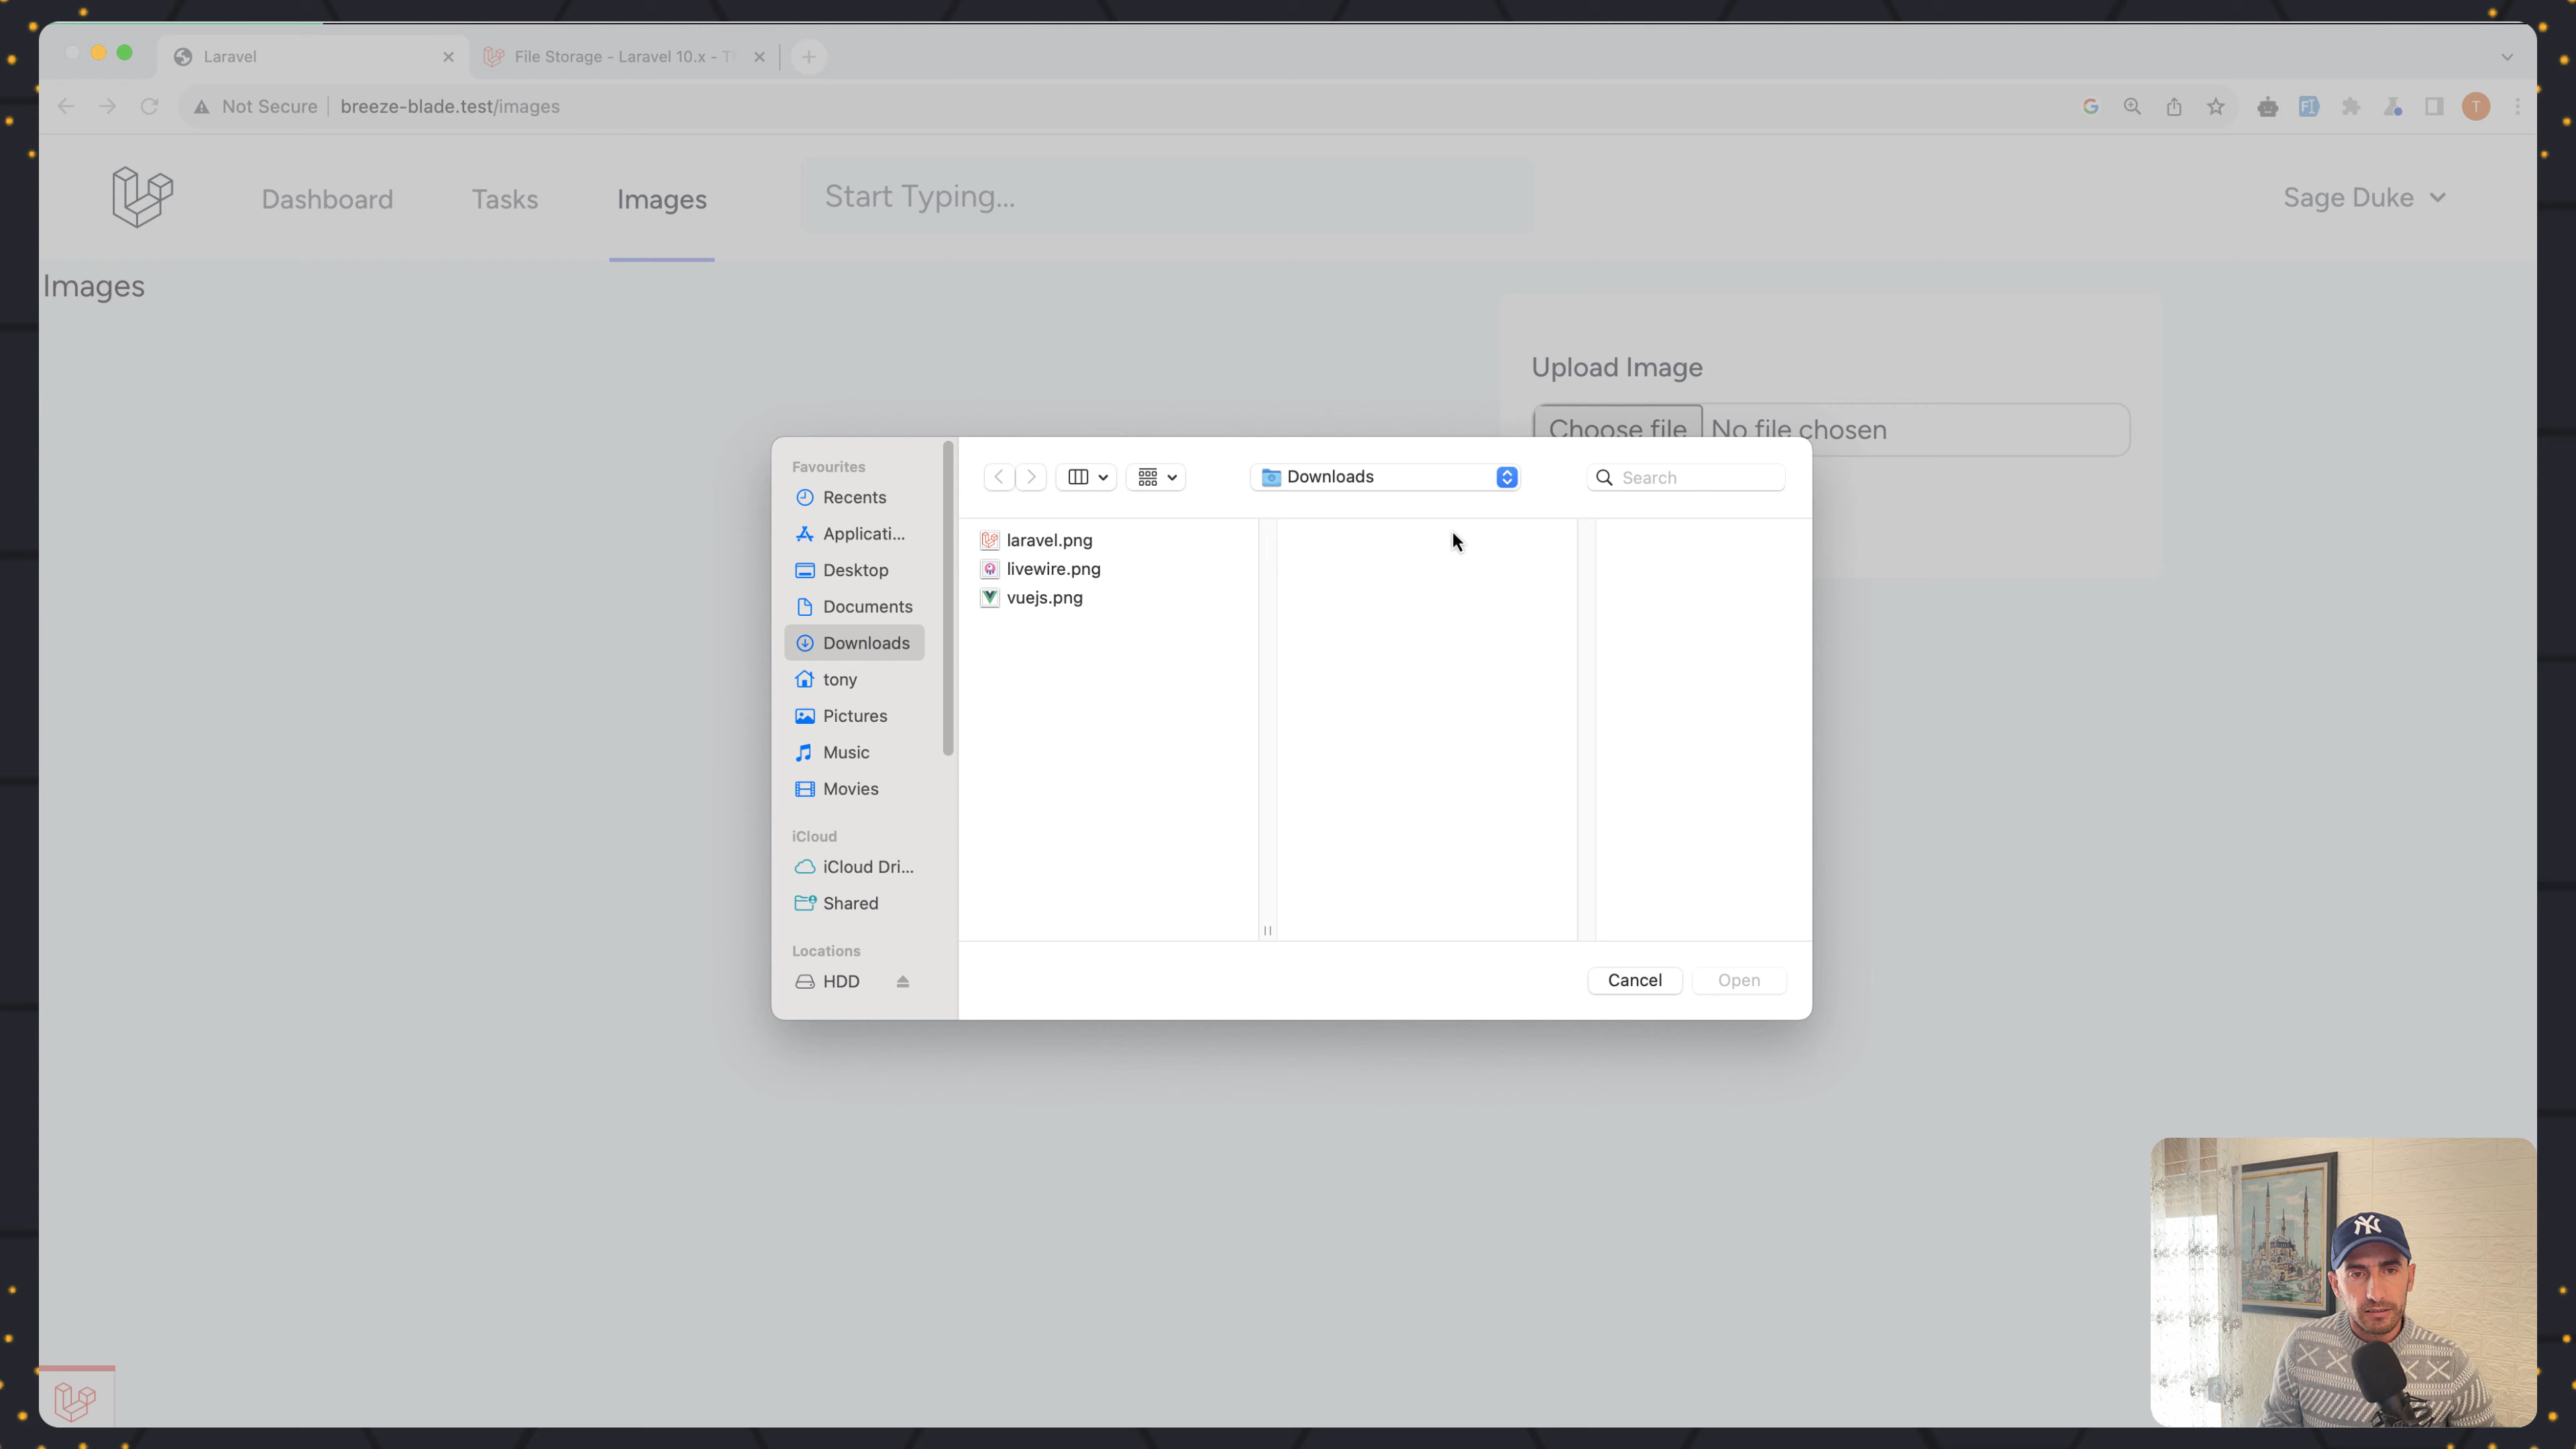 Laravel
File Storage - Laravel 10.x - Tl
Not Secure
breeze-blade.test/images
T
Dashboard
Tasks
Images
Start Typing...
Sage Duke
Images
Upload Image
Choose file
No file chosen
Favourites
Recents
Applicati...
Desktop
Documents
Downloads
tony
Pictures
Music
Movies
iCloud
iCloud Dri...
Shared
Locations
HDD
Downloads
Search
laravel.png
livewire.png
vuejs.png
Cancel
Open
NY